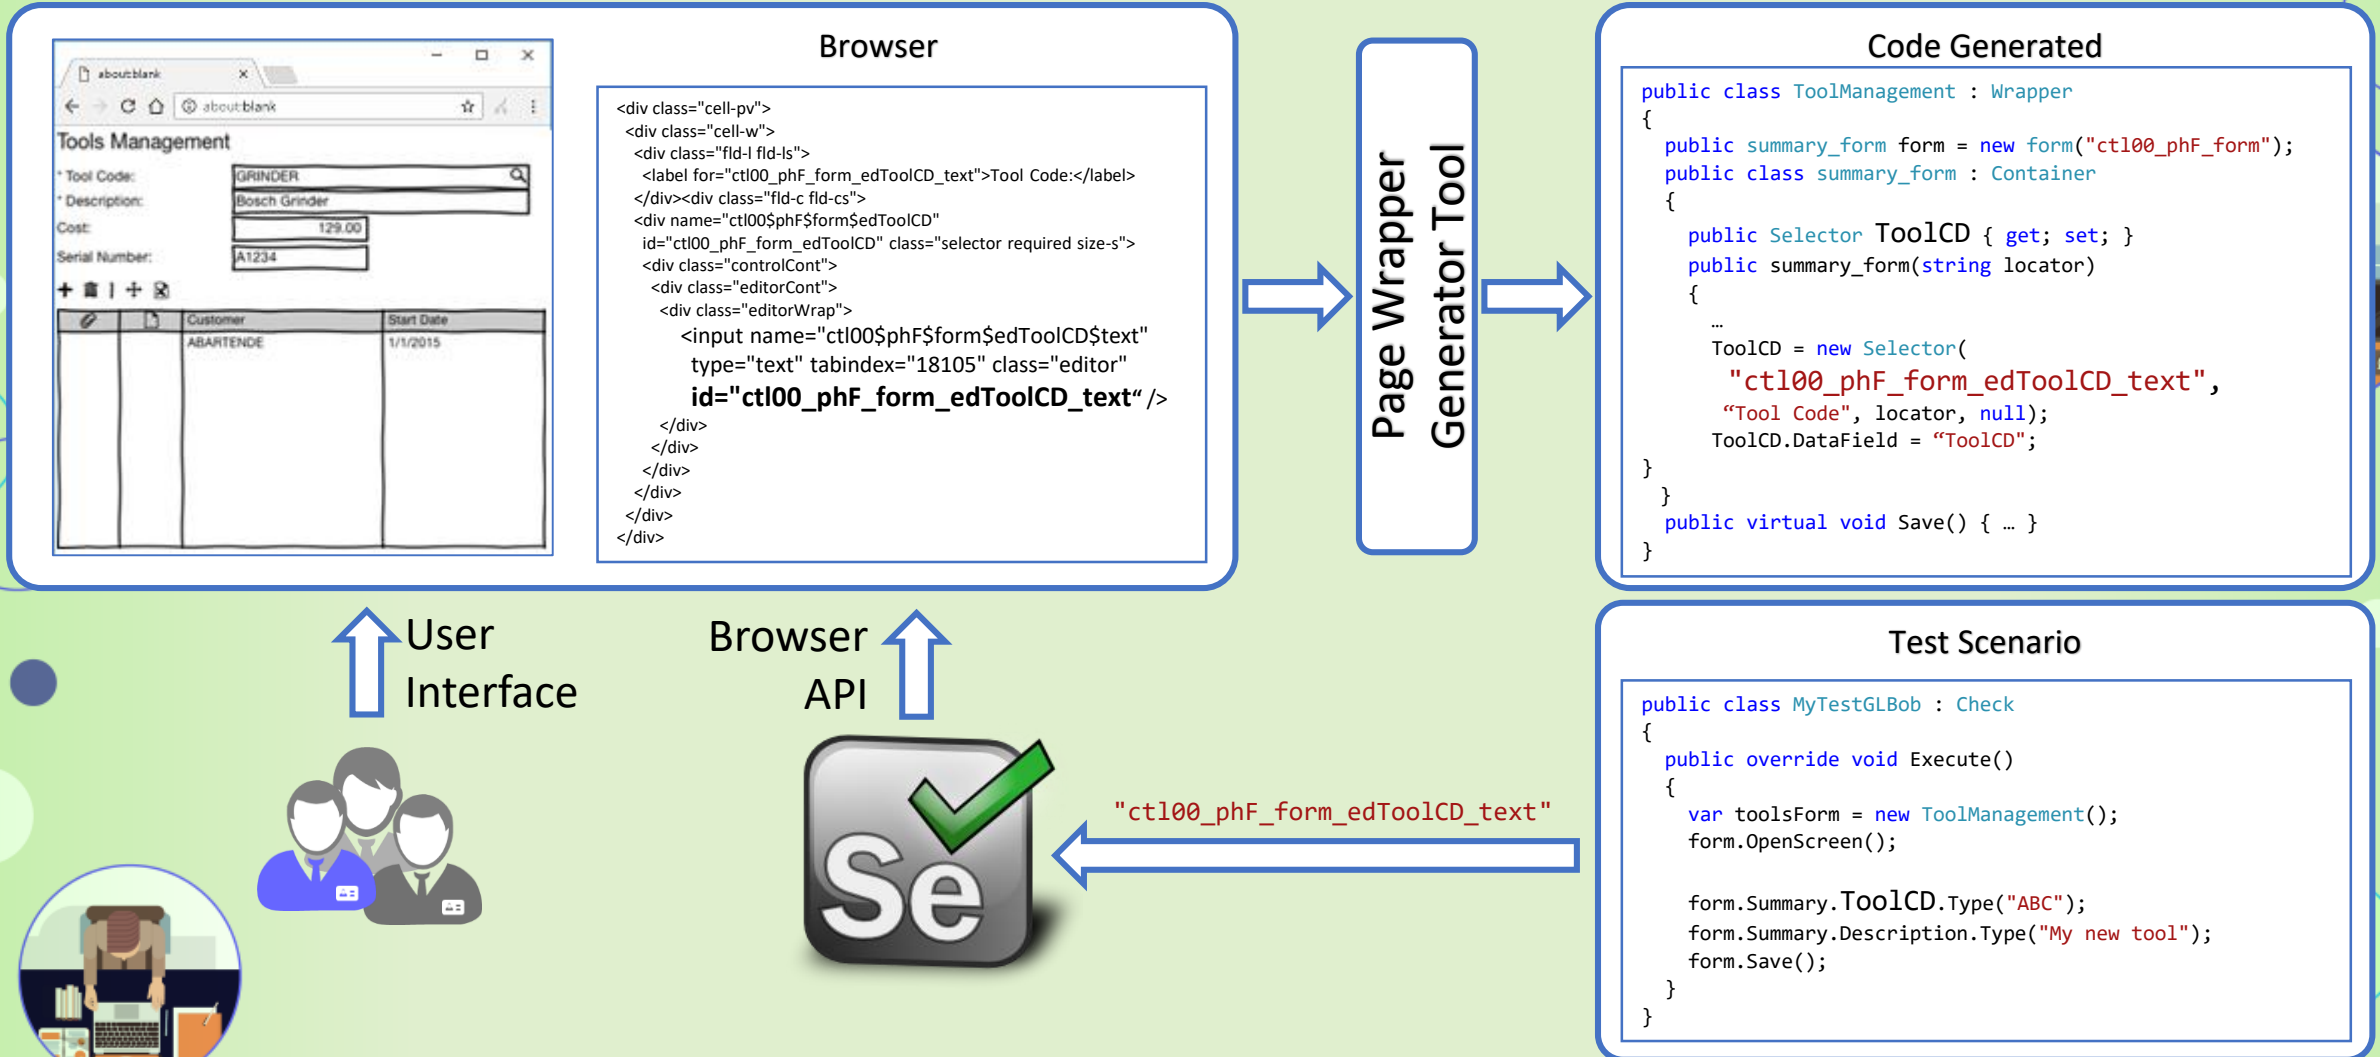 Browser
about:blank
about:blank
Tools Management
* Tool Code:
GRINDER
* Description:
Bosch Grinder
Cost:
129.00
Serial Number:
A1234
Customer
Start Date
ABARTENDE
1/1/2015
<div class="cell-pv">
<div class="cell-w">
<div class="fld-l fld-ls">
<label for="ctl00_phF_form_edToolCD_text">Tool Code:</label>
</div><div class="fld-c fld-cs">
<div name="ctl00$phF$form$edToolCD"
id="ctl00_phF_form_edToolCD" class="selector required size-s">
<div class="controlCont">
<div class="editorCont">
<div class="editorWrap">
<input name="ctl00$phF$form$edToolCD$text"
type="text" tabindex="18105" class="editor"
id="ctl00_phF_form_edToolCD_text“ />
</div>
</div>
</div>
</div>
</div>
</div>
Page Wrapper
Generator Tool
Code Generated
public class ToolManagement : Wrapper
{
public summary_form form = new form("ctl00_phF_form");
public class summary_form : Container
{
public Selector ToolCD { get; set; }
public summary_form(string locator)
{
…
ToolCD = new Selector(
"ctl00_phF_form_edToolCD_text",
“Tool Code", locator, null);
ToolCD.DataField = “ToolCD";
}
}
public virtual void Save() { … }
}
User
Interface
Browser
API
Se
"ctl00_phF_form_edToolCD_text"
Test Scenario
public class MyTestGLBob : Check
{
public override void Execute()
{
var toolsForm = new ToolManagement();
form.OpenScreen();
form.Summary.ToolCD.Type("ABC");
form.Summary.Description.Type("My new tool");
form.Save();
}
}